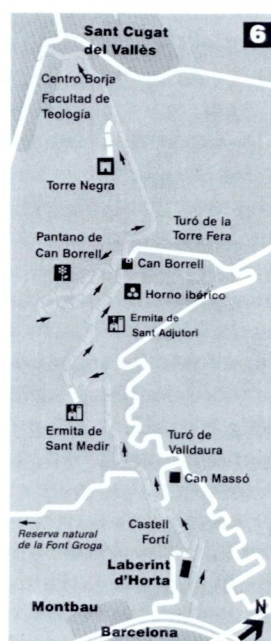 Sant Cugat
del Vallès
6
Centro Borja
Facultad de
Teología
Torre Negra
Turó de la
Torre Fera
Pantano de
Can Borrell
Can Borrell
Horno ibérico
Ermita de
Sant Adjutori
Ermita de
Sant Medir
Turó de
Valldaura
Can Massó
Reserva natural
de la Font Groga
Castell
Fortí
Laberint
d'Horta
Montbau
N
Barcelona